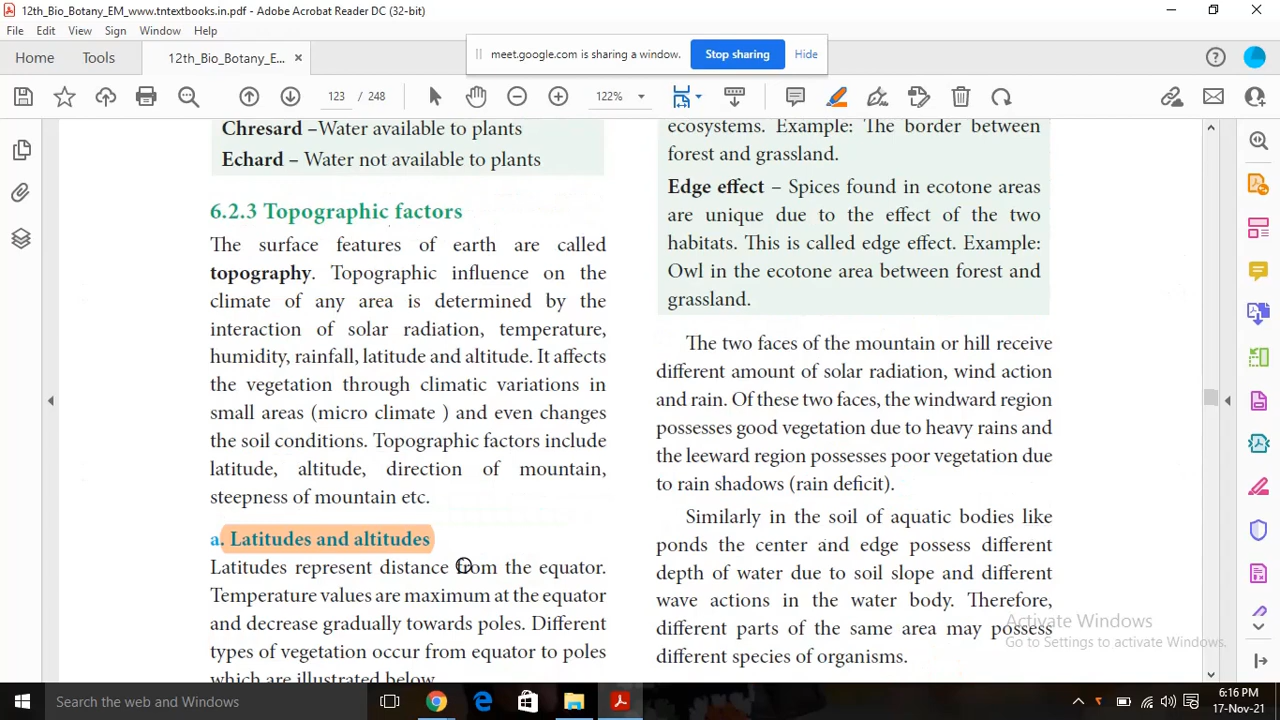 12th_Bio_Botany_EM_www.tntextbooks.in.pdf - Adobe Acrobat Reader DC (32-bit)
File Edit View Sign Window Help
Home Tools 12th_Bio_Botany_E... ×
meet.google.com is sharing a window. Stop sharing Hide
123 / 248 122%
Chresard –Water available to plants
Echard – Water not available to plants
6.2.3 Topographic factors
The surface features of earth are called
topography. Topographic influence on the
climate of any area is determined by the
interaction of solar radiation, temperature,
humidity, rainfall, latitude and altitude. It affects
the vegetation through climatic variations in
small areas (micro climate ) and even changes
the soil conditions. Topographic factors include
latitude, altitude, direction of mountain,
steepness of mountain etc.
a. Latitudes and altitudes
Latitudes represent distance from the equator.
Temperature values are maximum at the equator
and decrease gradually towards poles. Different
types of vegetation occur from equator to poles
which are illustrated below.
ecosystems. Example: The border between
forest and grassland.
Edge effect – Spices found in ecotone areas
are unique due to the effect of the two
habitats. This is called edge effect. Example:
Owl in the ecotone area between forest and
grassland.
The two faces of the mountain or hill receive
different amount of solar radiation, wind action
and rain. Of these two faces, the windward region
possesses good vegetation due to heavy rains and
the leeward region possesses poor vegetation due
to rain shadows (rain deficit).
Similarly in the soil of aquatic bodies like
ponds the center and edge possess different
depth of water due to soil slope and different
wave actions in the water body. Therefore,
different parts of the same area may possess
different species of organisms.
Activate Windows
Go to Settings to activate Windows.
Search the web and Windows
6:16 PM
17-Nov-21